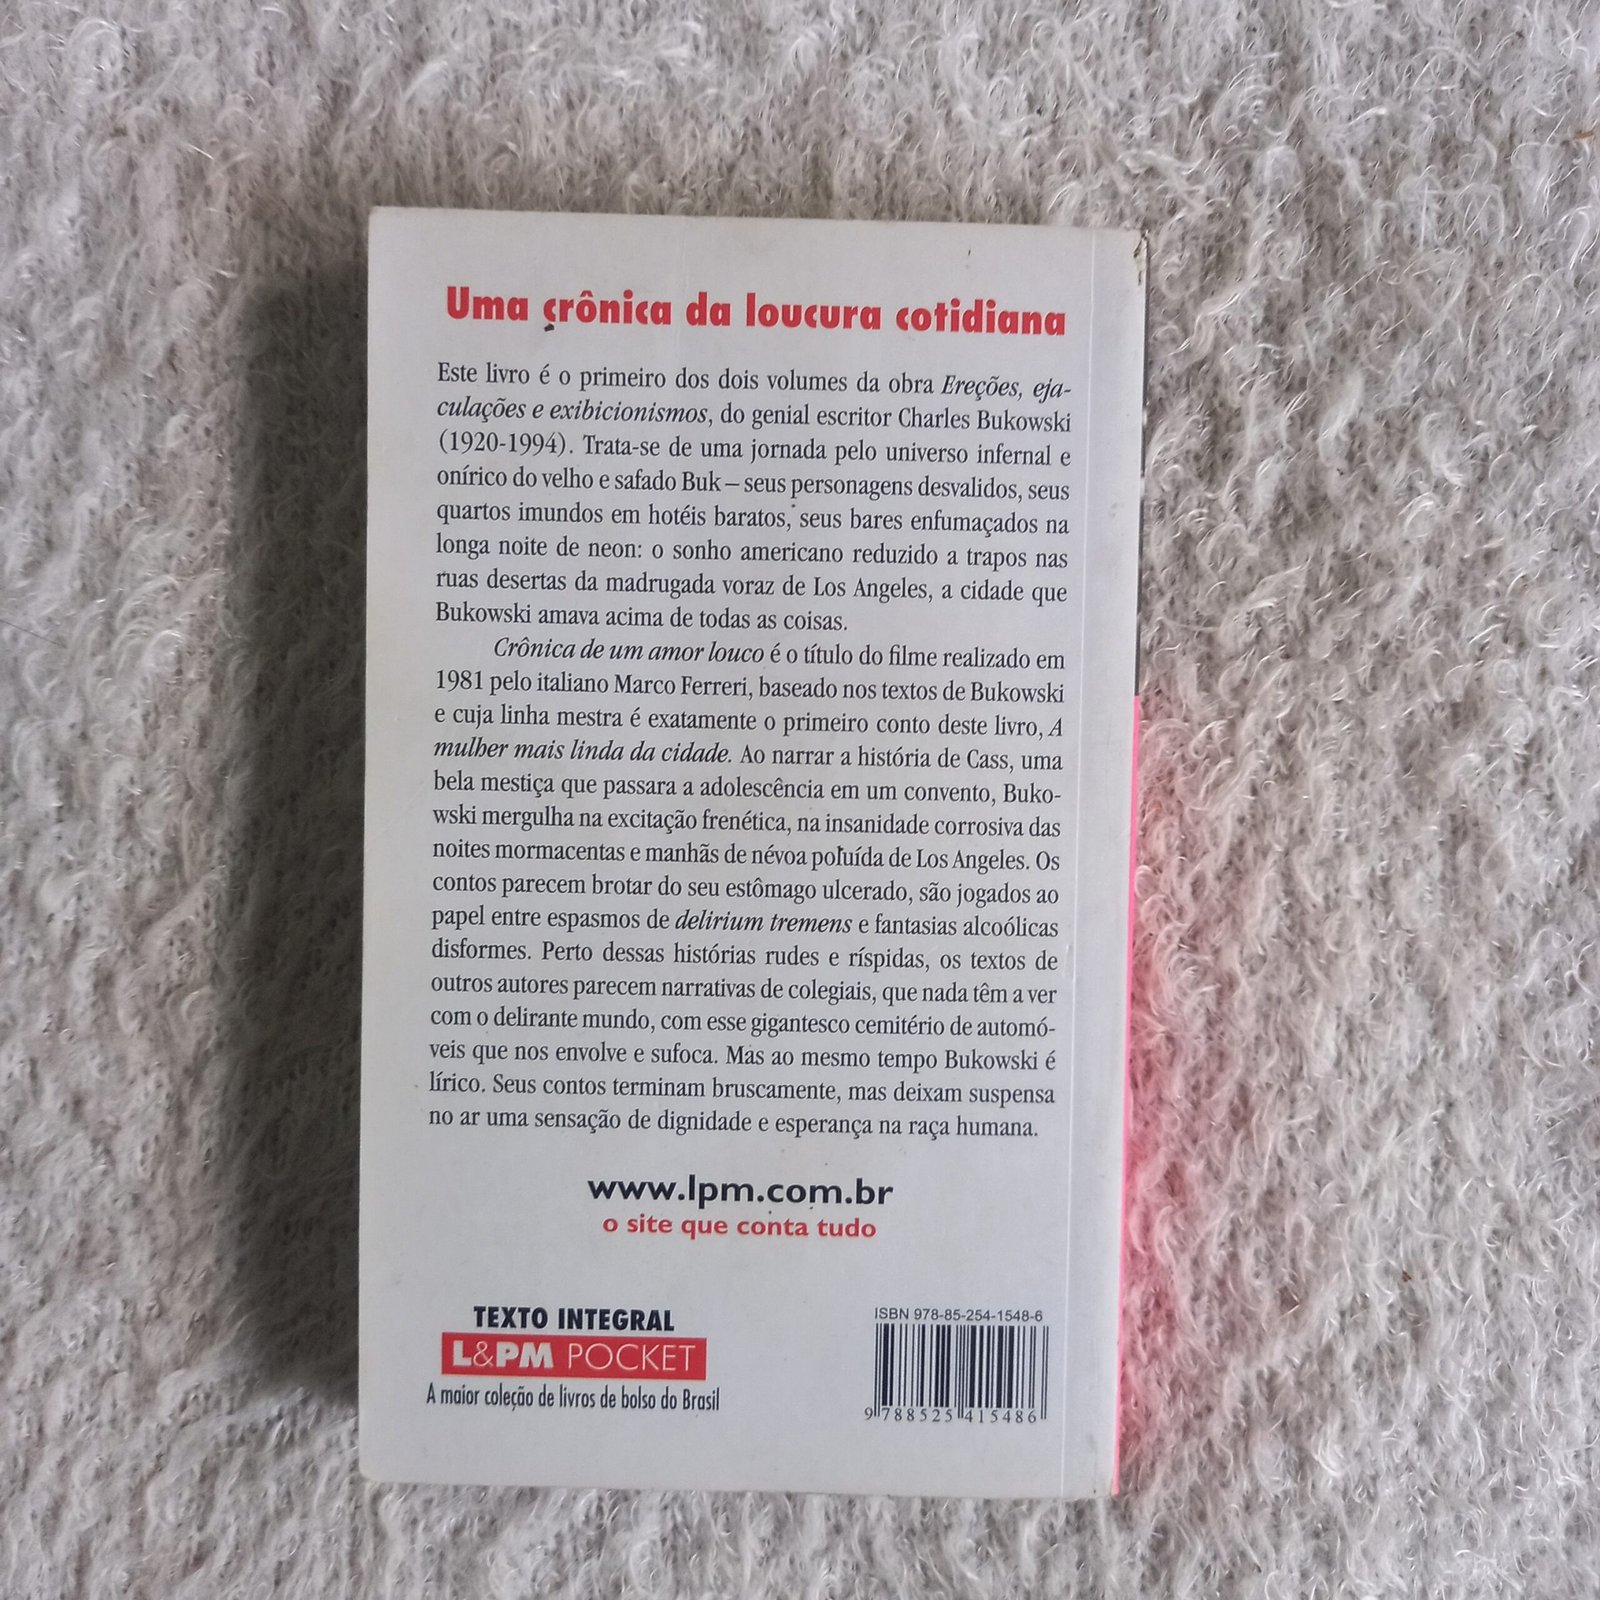 Uma crônica da loucura cotidiana
Este livro é o primeiro dos dois volumes da obra Ereções, eja-
culações e exibicionismos, do genial escritor Charles Bukowski
(1920-1994). Trata-se de uma jornada pelo universo infernal e
onírico do velho e safado Buk – seus personagens desvalidos, seus
quartos imundos em hotéis baratos, seus bares enfumaçados na
longa noite de neon: o sonho americano reduzido a trapos nas
ruas desertas da madrugada voraz de Los Angeles, a cidade que
Bukowski amava acima de todas as coisas.
Crônica de um amor louco é o título do filme realizado em
1981 pelo italiano Marco Ferreri, baseado nos textos de Bukowski
e cuja linha mestra é exatamente o primeiro conto deste livro, A
mulher mais linda da cidade. Ao narrar a história de Cass, uma
bela mestiça que passara a adolescência em um convento, Buko-
wski mergulha na excitação frenética, na insanidade corrosiva das
noites mormacentas e manhãs de névoa poluída de Los Angeles. Os
contos parecem brotar do seu estômago ulcerado, são jogados ao
papel entre espasmos de delirium tremens e fantasias alcoólicas
disformes. Perto dessas histórias rudes e ríspidas, os textos de
outros autores parecem narrativas de colegiais, que nada têm a ver
com o delirante mundo, com esse gigantesco cemitério de automó-
veis que nos envolve e sufoca. Mas ao mesmo tempo Bukowski é
lírico. Seus contos terminam bruscamente, mas deixam suspensa
no ar uma sensação de dignidade e esperança na raça humana.
www.lpm.com.br
o site que conta tudo
TEXTO INTEGRAL
L&PM POCKET
A maior coleção de livros de bolso do Brasil
ISBN 978-85-254-1548-6
9 788525 415486